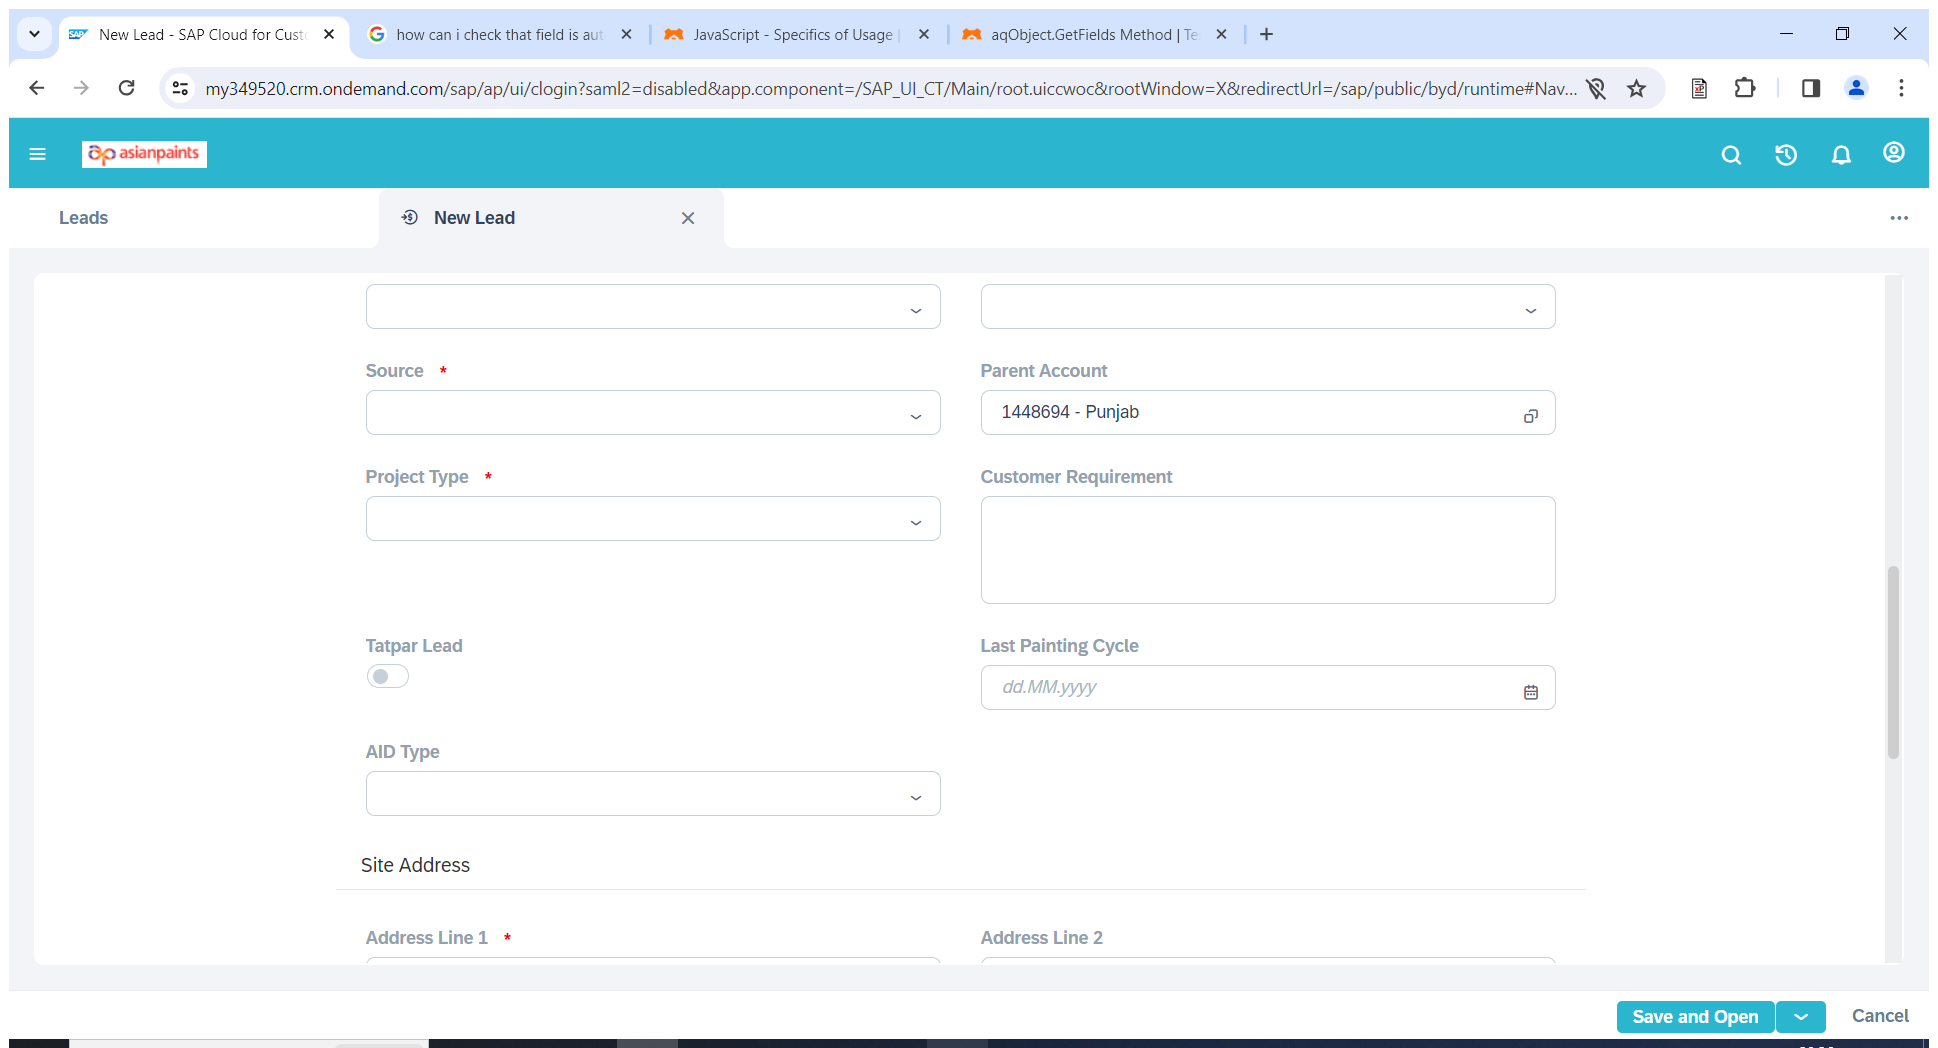 New Lead - SAP Cloud for Cust
how can i check that field is aut
JavaScript - Specifics of Usage |
aqObject.GetFields Method | Te
my349520.crm.ondemand.com/sap/ap/ui/clogin?saml2=disabled&app.component=/SAP_UI_CT/Main/root.uiccwoc&rootWindow=X&redirectUrl=/sap/public/byd/runtime#Nav...
ap asianpaints
Leads
New Lead
Source *
Parent Account
1448694 - Punjab
Project Type *
Customer Requirement
Tatpar Lead
Last Painting Cycle
dd.MM.yyyy
AID Type
Site Address
Address Line 1 *
Address Line 2
Save and Open
Cancel